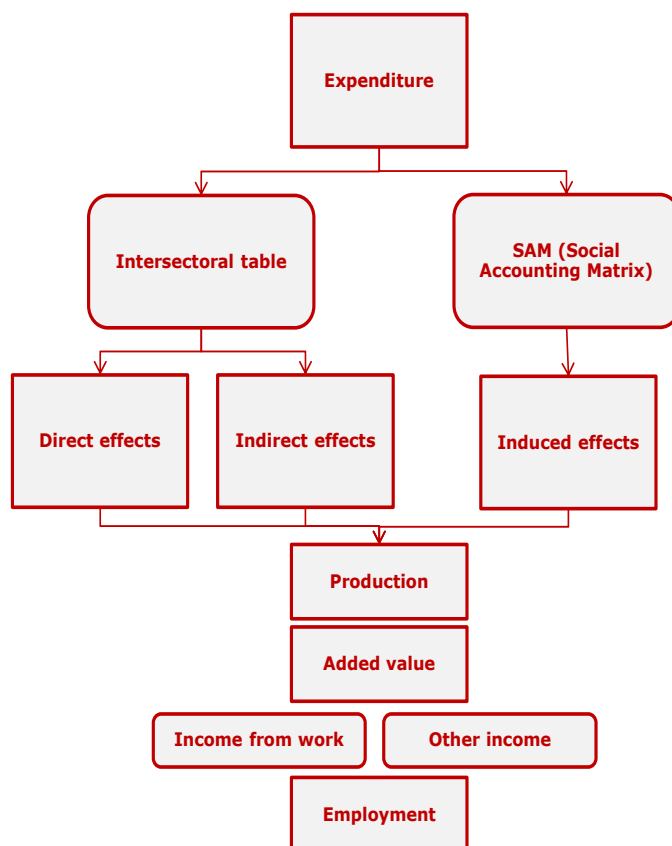 Expenditure
Intersectoral table
SAM (Social
Accounting Matrix)
Direct effects
Indirect effects
Induced effects
Production
Added value
Income from work
Other income
Employment